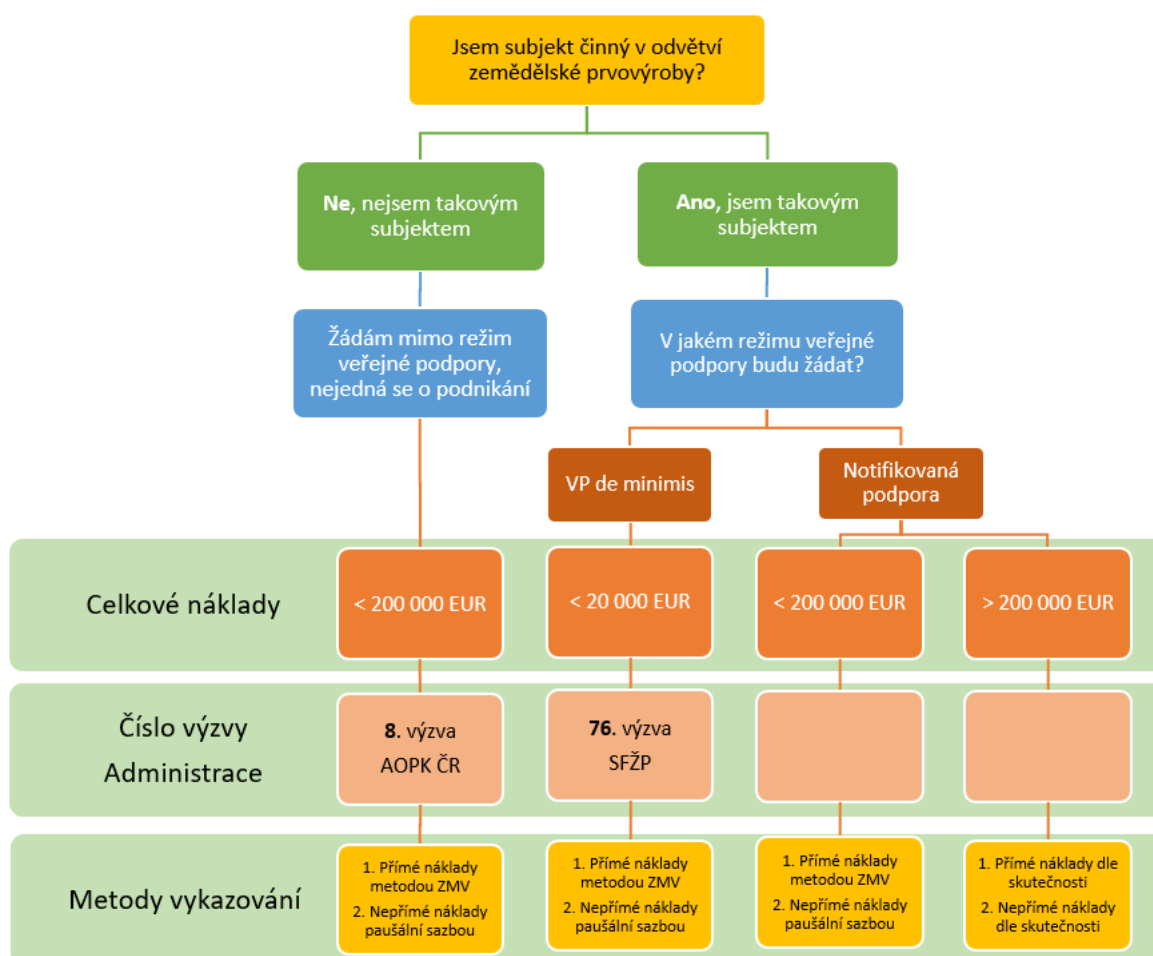 Jsem subjekt činný v odvětví
zemědělské prvovýroby?
Ne, nejsem takovým
subjektem
Ano, jsem takovým
subjektem
Žádám mimo režim
veřejné podpory,
nejedná se o podnikání
V jakém režimu veřejné
podpory budu žádat?
VP de minimis
Notifikovaná
podpora
Celkové náklady
< 200 000 EUR
< 20 000 EUR
< 200 000 EUR
> 200 000 EUR
Číslo výzvy
Administrace
8. výzva
AOPK ČR
76. výzva
SFŽP
Metody vykazování
1. Přímé náklady
metodou ZMV
2. Nepřímé náklady
paušální sazbou
1. Přímé náklady
metodou ZMV
2. Nepřímé náklady
paušální sazbou
1. Přímé náklady
metodou ZMV
2. Nepřímé náklady
paušální sazbou
1. Přímé náklady dle
skutečnosti
2. Nepřímé náklady
dle skutečnosti